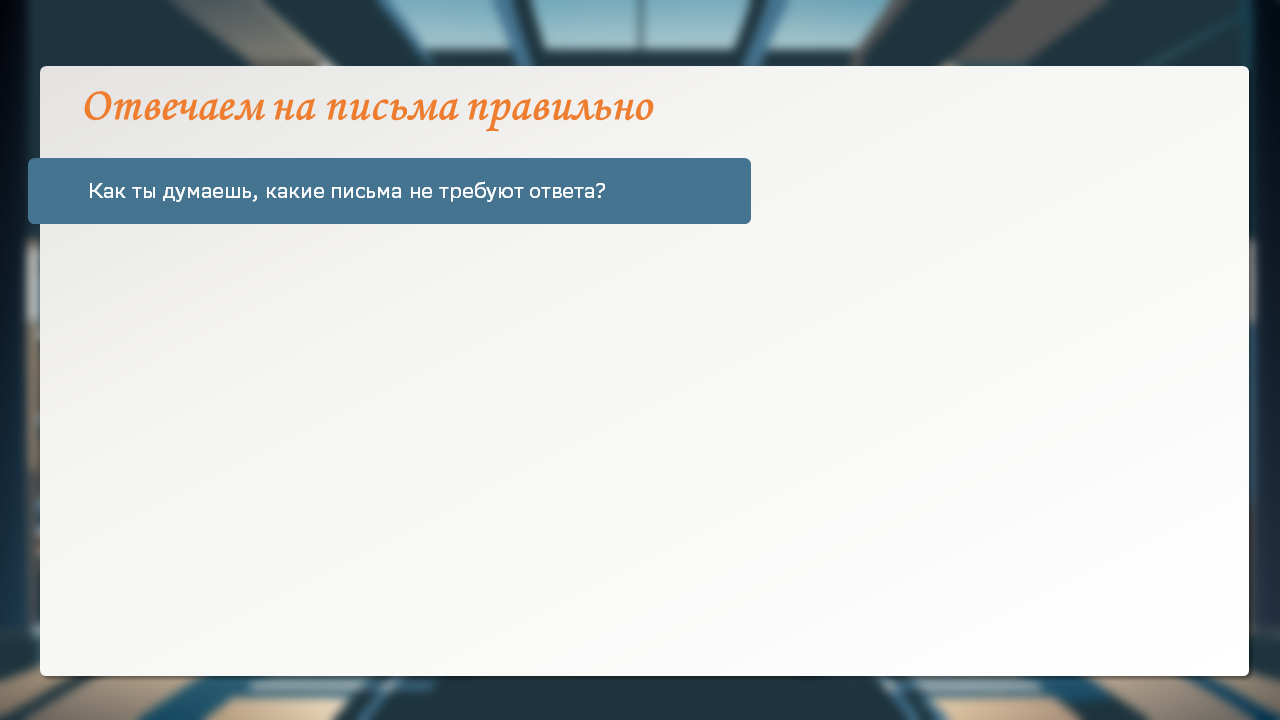 Отвечаем на письма правильно
Как ты думаешь, какие письма не требуют ответа?